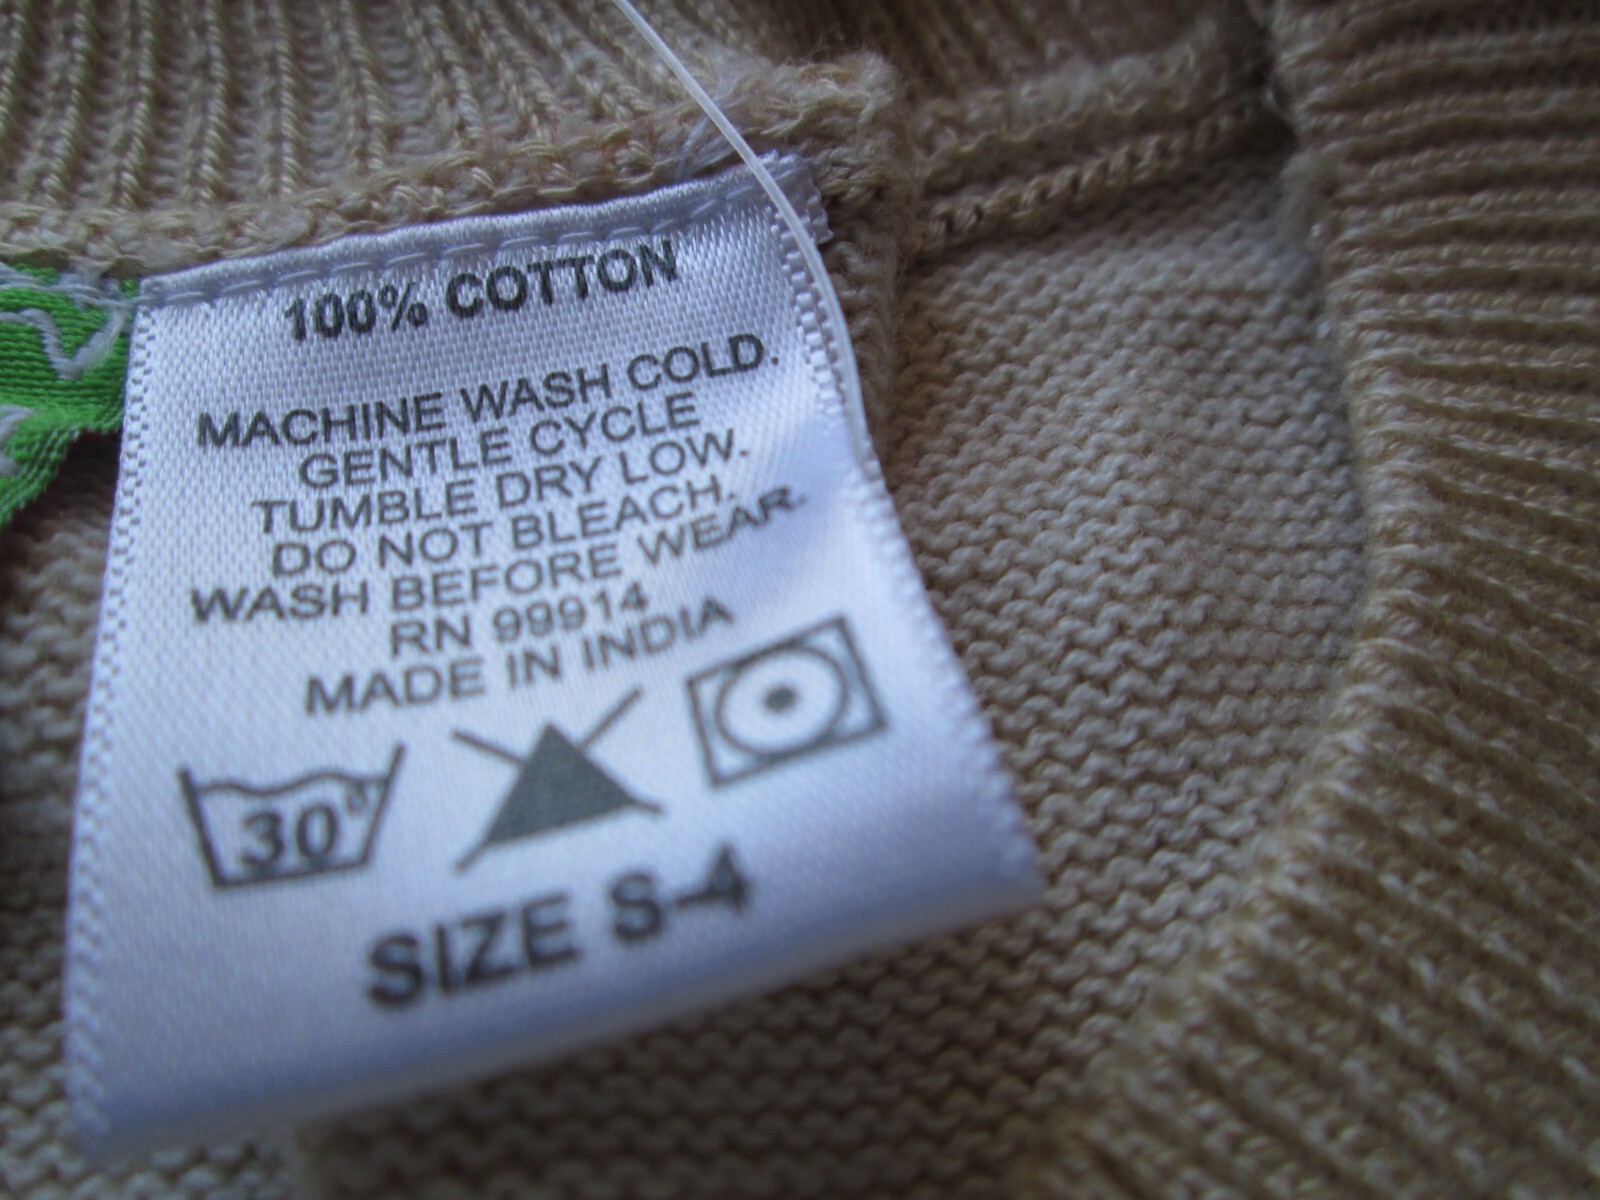 100% COTTON
MACHINE WASH COLD.
GENTLE CYCLE
TUMBLE DRY LOW.
DO NOT BLEACH.
WASH BEFORE WEAR.
RN 99914
MADE IN INDIA
30°
SIZE S-4